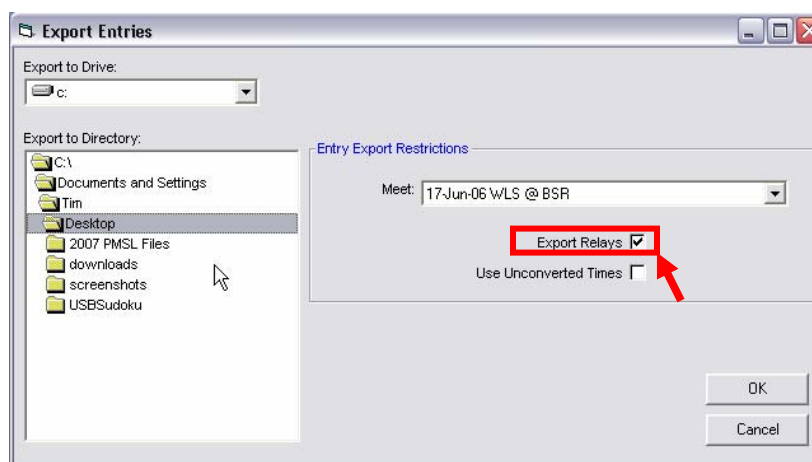 Export Entries
Export to Drive:
c:
Export to Directory:
C:\
Documents and Settings
Tim
Desktop
2007 PMSL Files
downloads
screenshots
USBSudoku
Entry Export Restrictions
Meet: 17-Jun-06 WLS @ BSR
Export Relays
Use Unconverted Times
OK
Cancel